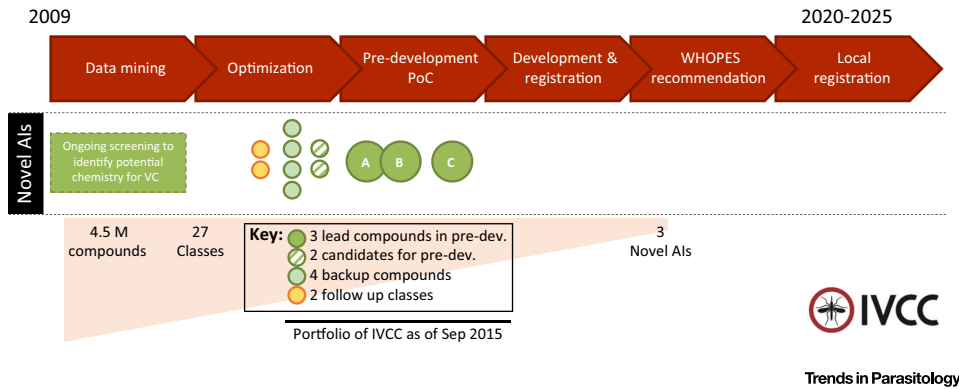 2009
2020-2025
Data mining
Optimization
Pre-development
PoC
Development &
registration
WHOPES
recommendation
Local
registration
Novel AIs
Ongoing screening to
identify potential
chemistry for VC
A
B
C
4.5 M
compounds
27
Classes
Key:
3 lead compounds in pre-dev.
2 candidates for pre-dev.
4 backup compounds
2 follow up classes
3
Novel AIs
Portfolio of IVCC as of Sep 2015
IVCC
Trends in Parasitology